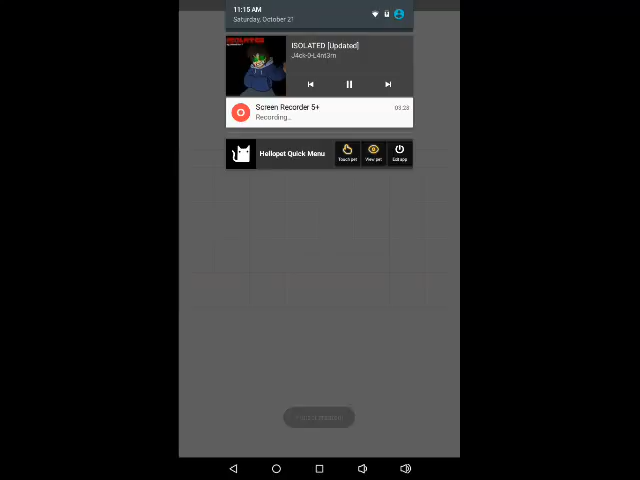 11:15 AM
Saturday, October 21
ISOLATED
ISOLATED [Updated]
J4ck-0-L4nt3rn
Screen Recorder 5+
03:28
Recording...
Hellopet Quick Menu
Touch pet
View pet
Exit app